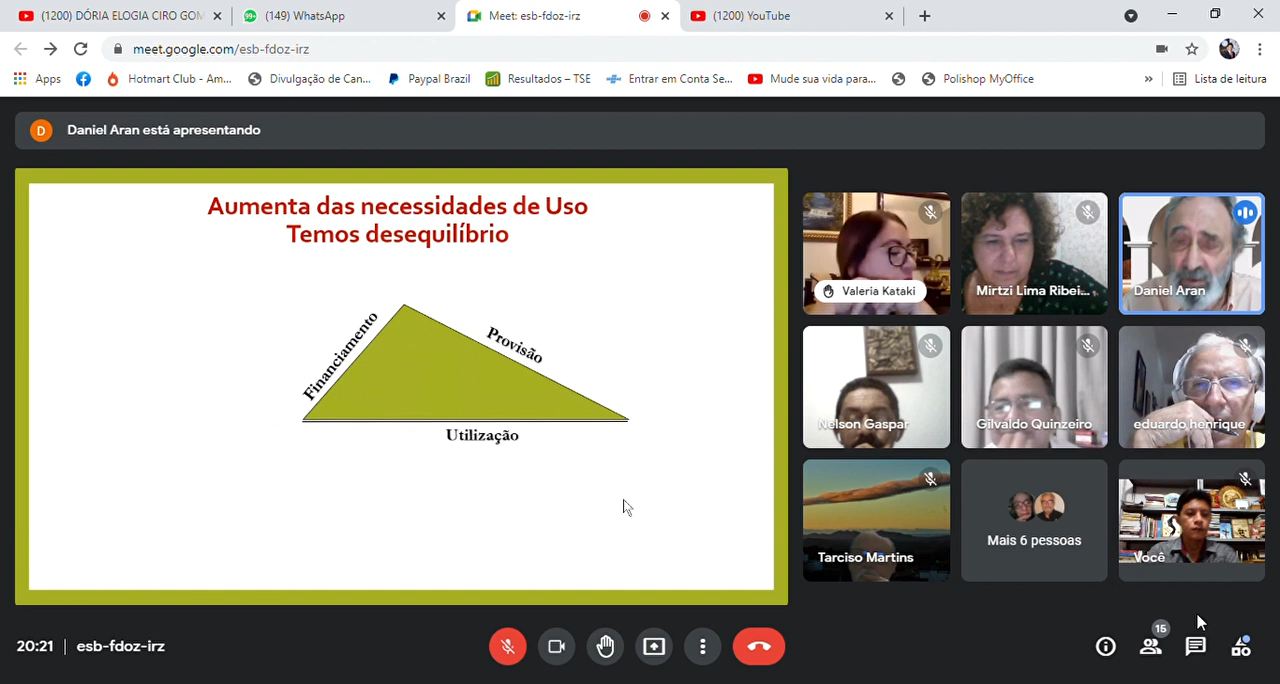 (1200) DÓRIA ELOGIA CIRO GOM
(149) WhatsApp
Meet: esb-fdoz-irz
(1200) YouTube
meet.google.com/esb-fdoz-irz
Apps
Hotmart Club - Am...
Divulgação de Can...
Paypal Brazil
Resultados – TSE
Entrar em Conta Se...
Mude sua vida para...
Polishop MyOffice
»
Lista de leitura
D
Daniel Aran está apresentando
Aumenta das necessidades de Uso
Temos desequilíbrio
Financiamento
Provisão
Utilização
Valeria Kataki
Mirtzi Lima Ribei...
Daniel Aran
Nelson Gaspar
Gilvaldo Quinzeiro
eduardo henrique
Tarciso Martins
Mais 6 pessoas
Você
20:21
esb-fdoz-irz
15